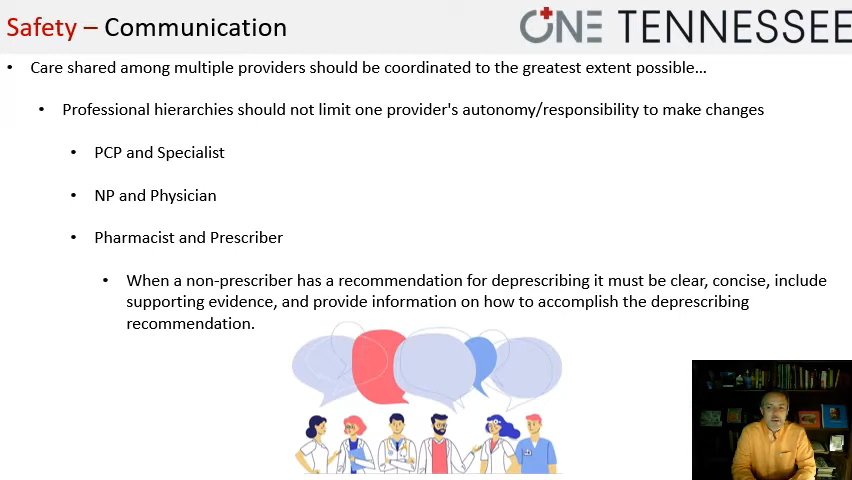 Safety – Communication
ONE TENNESSEE
• Care shared among multiple providers should be coordinated to the greatest extent possible…
• Professional hierarchies should not limit one provider's autonomy/responsibility to make changes
• PCP and Specialist
• NP and Physician
• Pharmacist and Prescriber
• When a non-prescriber has a recommendation for deprescribing it must be clear, concise, include
supporting evidence, and provide information on how to accomplish the deprescribing
recommendation.